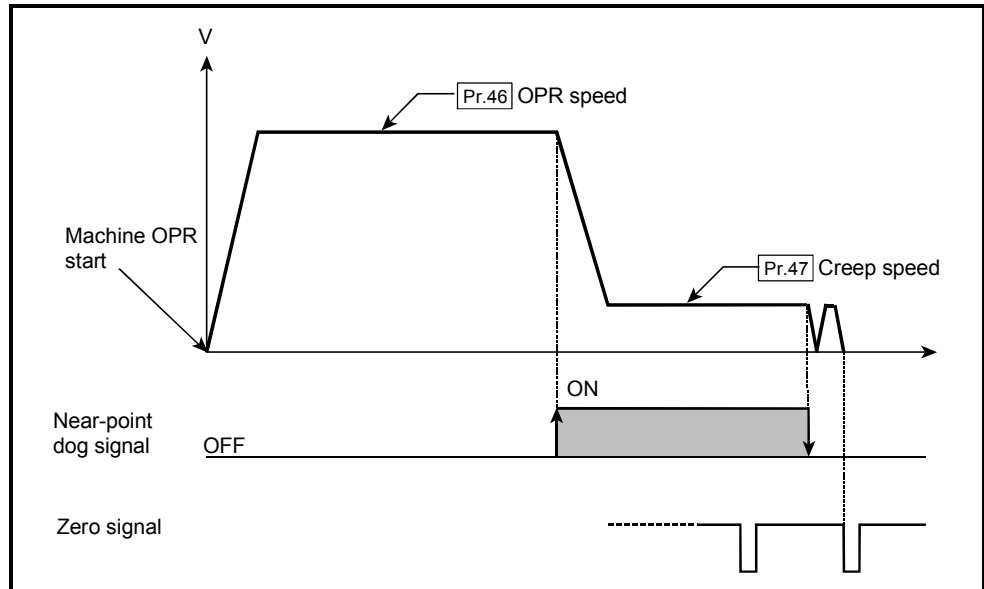 V
Pr.46 OPR speed
Machine OPR
start
Pr.47 Creep speed
ON
Near-point
dog signal
OFF
Zero signal